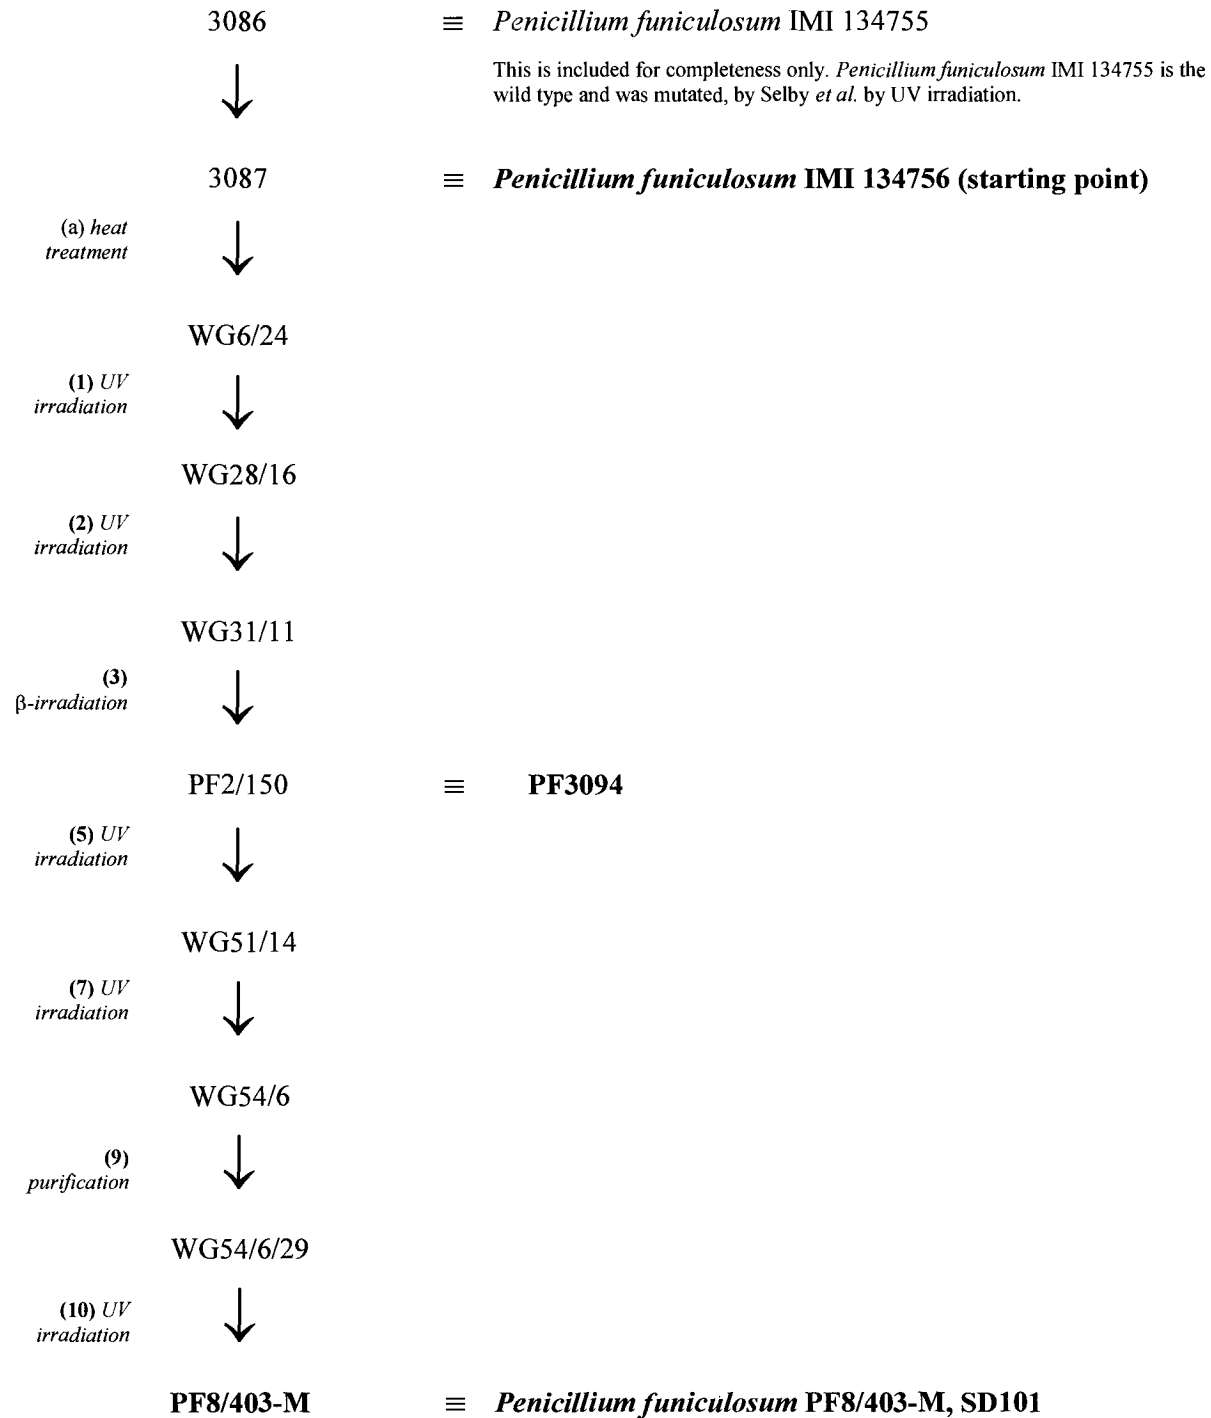 3086 ≡ Penicillium funiculosum IMI 134755
This is included for completeness only. Penicillium funiculosum IMI 134755 is the
wild type and was mutated, by Selby et al. by UV irradiation.
3087 ≡ Penicillium funiculosum IMI 134756 (starting point)
(a) heat
treatment
WG6/24
(1) UV
irradiation
WG28/16
(2) UV
irradiation
WG31/11
(3)
β-irradiation
PF2/150 ≡ PF3094
(5) UV
irradiation
WG51/14
(7) UV
irradiation
WG54/6
(9)
purification
WG54/6/29
(10) UV
irradiation
PF8/403-M ≡ Penicillium funiculosum PF8/403-M, SD101